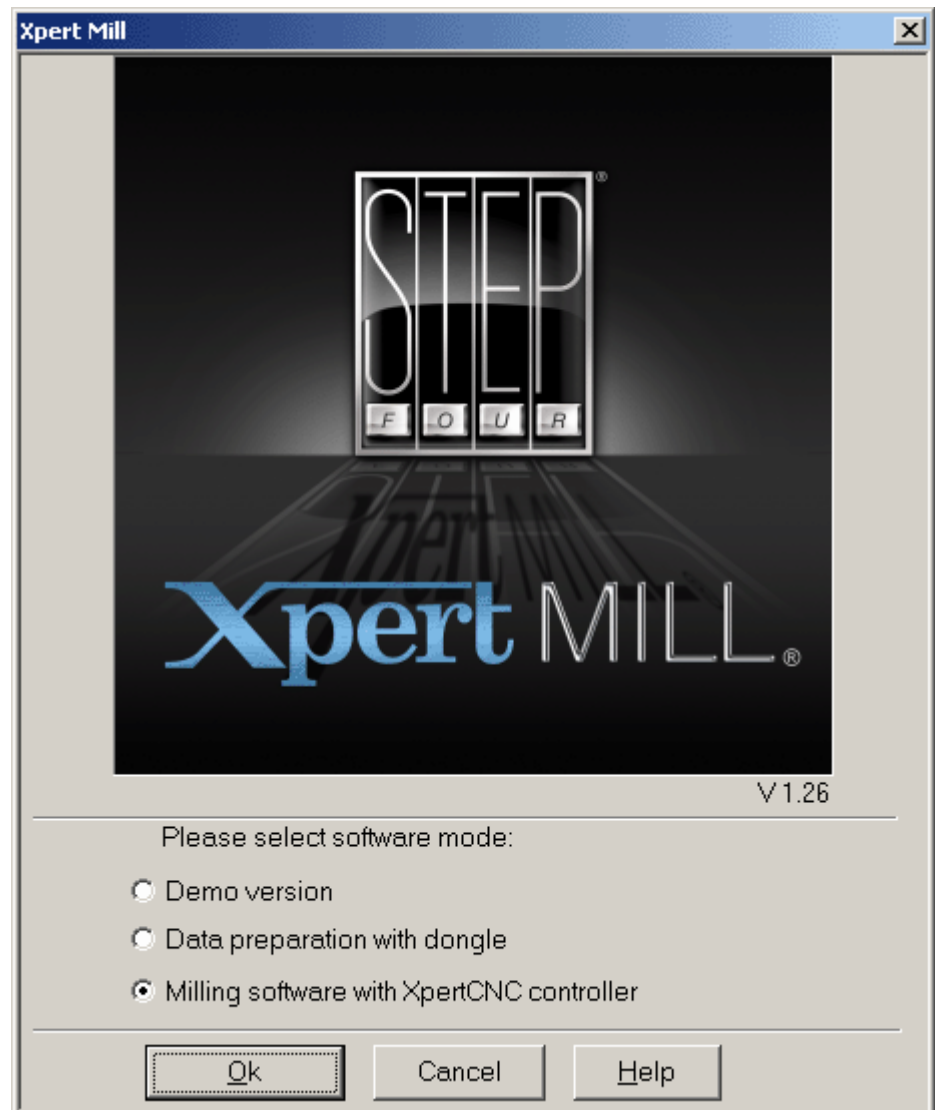 Xpert Mill
STEP®
FOUR
Xpert MILL®
V 1.26
Please select software mode:
Demo version
Data preparation with dongle
Milling software with XpertCNC controller
Ok
Cancel
Help